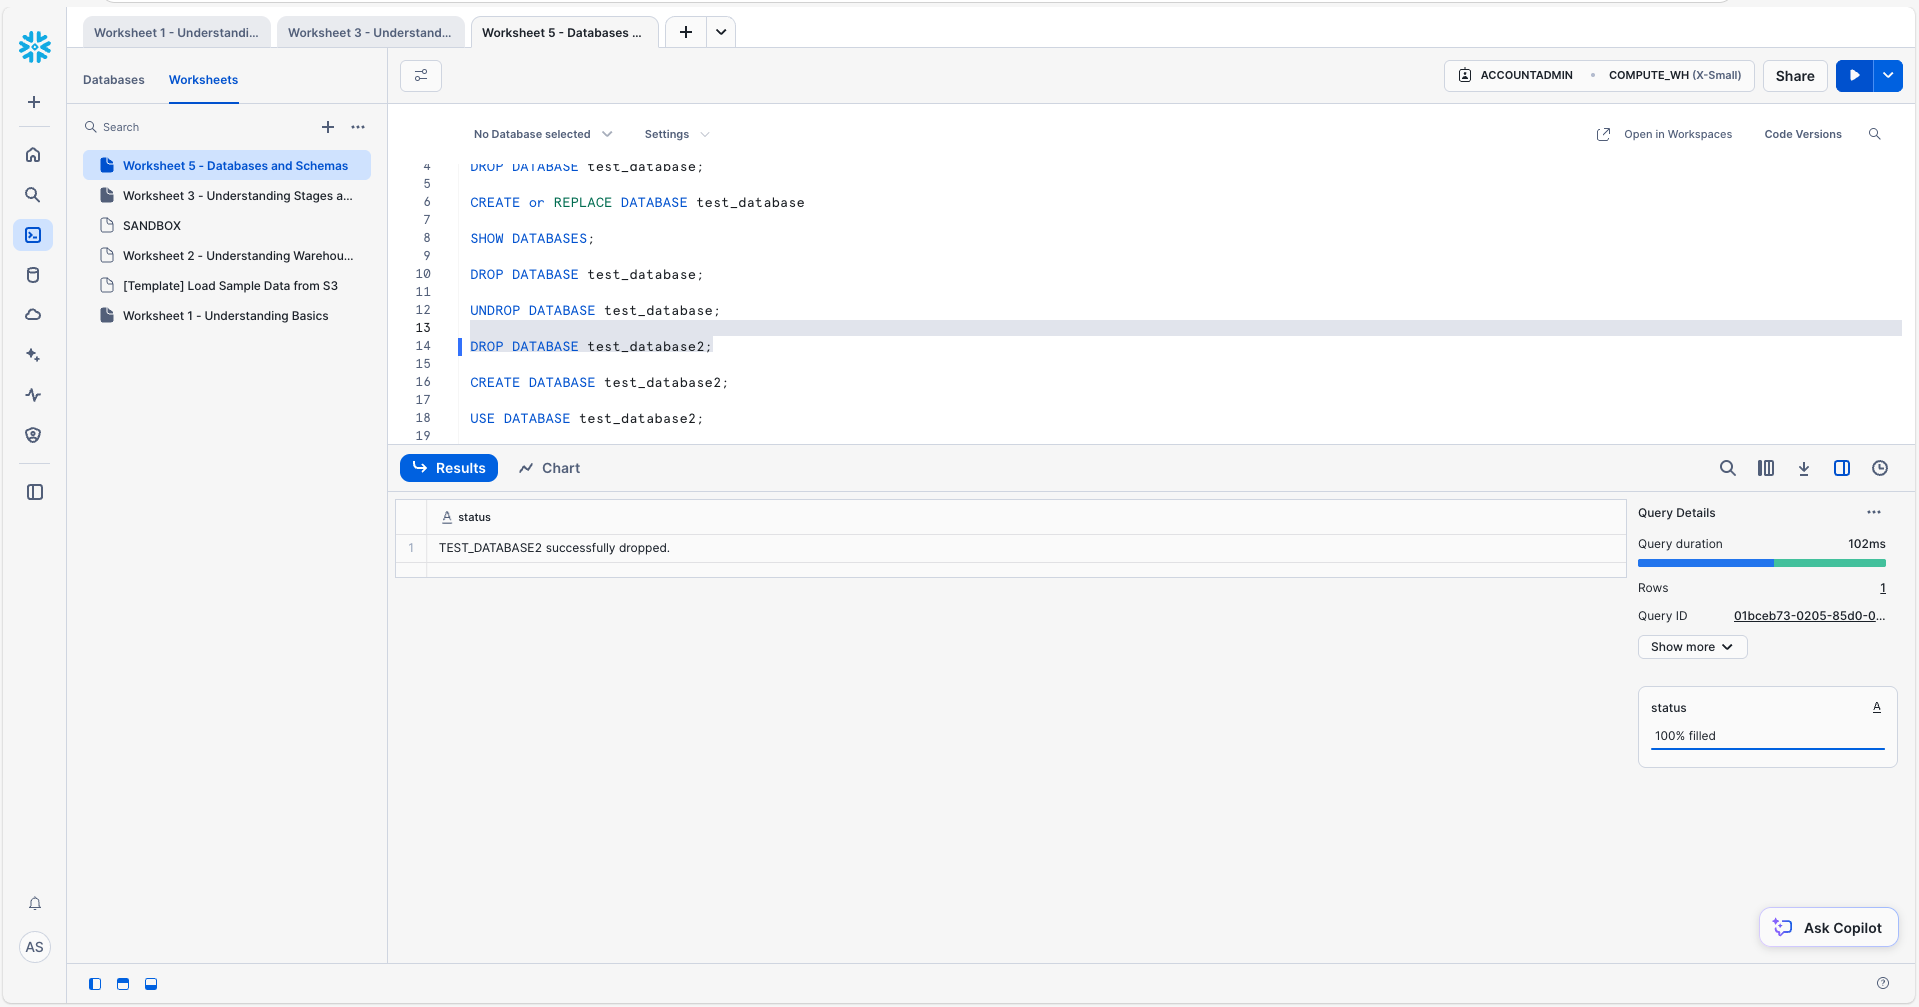 Worksheet 1 - Understandi...
Worksheet 3 - Understand...
Worksheet 5 - Databases ...
Databases
Worksheets
ACCOUNTADMIN
COMPUTE_WH (X-Small)
Share
Search
Worksheet 5 - Databases and Schemas
Worksheet 3 - Understanding Stages a...
SANDBOX
Worksheet 2 - Understanding Warehou...
[Template] Load Sample Data from S3
Worksheet 1 - Understanding Basics
AS
No Database selected
Settings
Open in Workspaces
Code Versions
4 DROP DATABASE test_database;
5
6 CREATE or REPLACE DATABASE test_database
7
8 SHOW DATABASES;
9
10 DROP DATABASE test_database;
11
12 UNDROP DATABASE test_database;
13
14 DROP DATABASE test_database2;
15
16 CREATE DATABASE test_database2;
17
18 USE DATABASE test_database2;
19
Results
Chart
A status
1 TEST_DATABASE2 successfully dropped.
Query Details
Query duration 102ms
Rows 1
Query ID 01bceb73-0205-85d0-0...
Show more
status A
100% filled
Ask Copilot